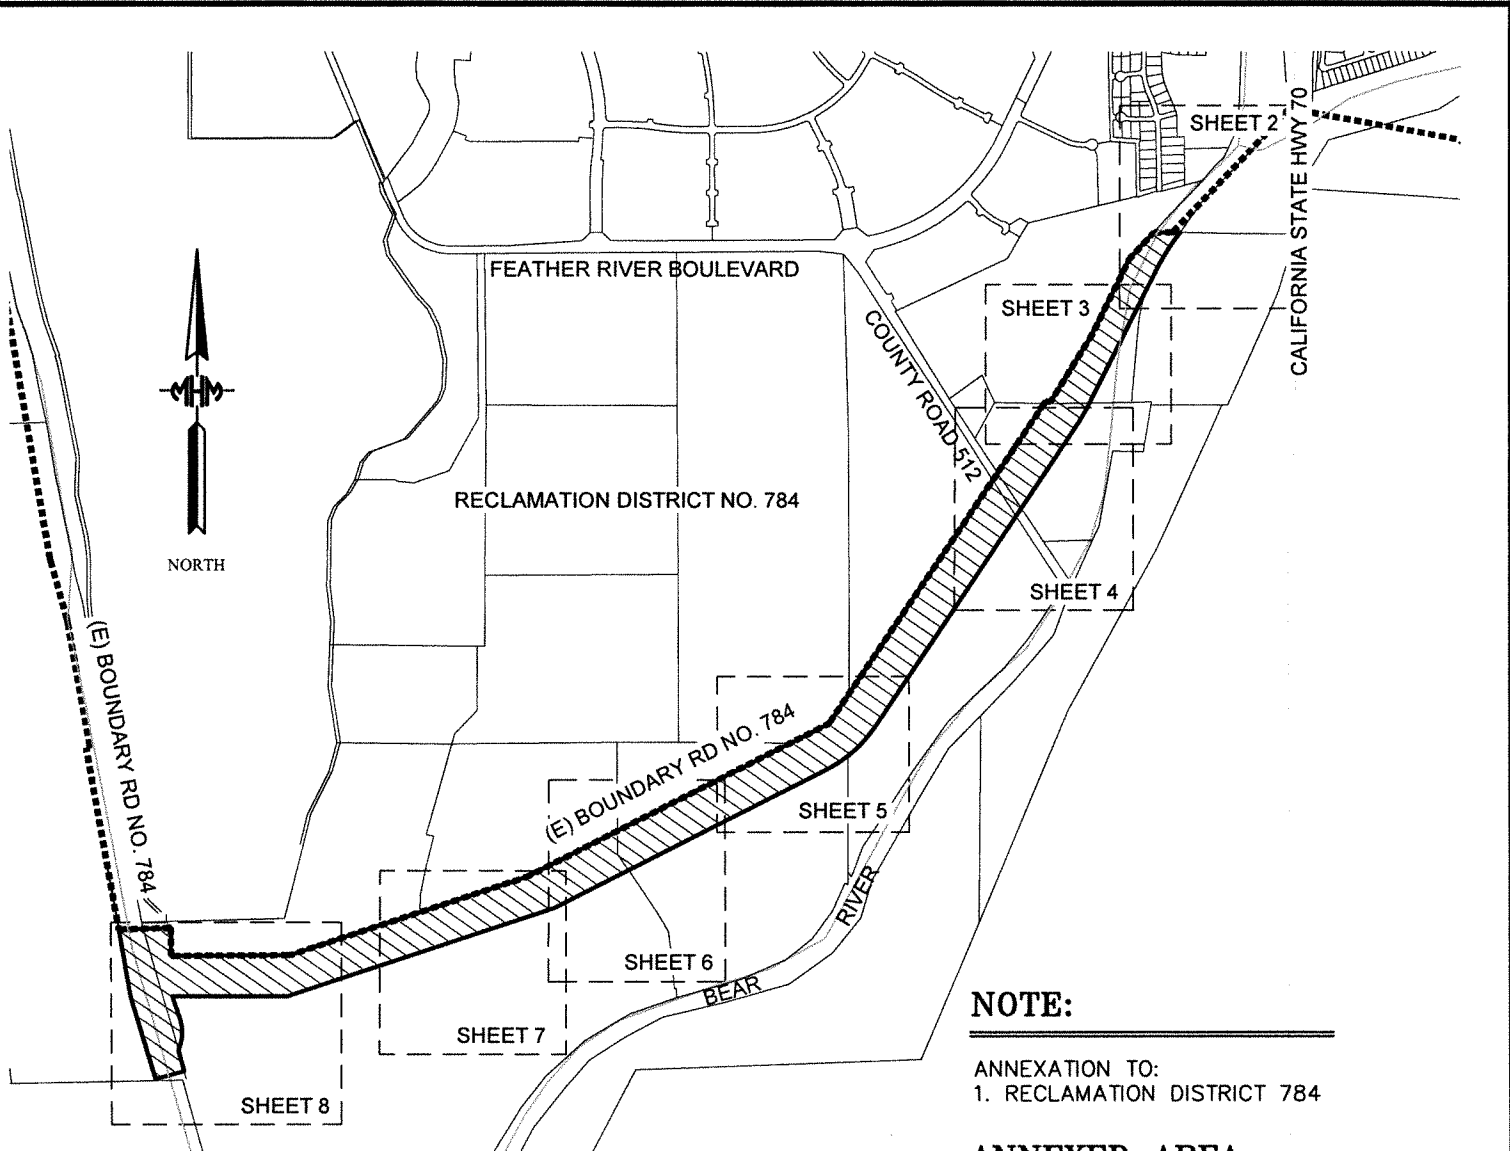 SHEET 2
CALIFORNIA STATE HWY 70
FEATHER RIVER BOULEVARD
SHEET 3
COUNTY ROAD 512
RECLAMATION DISTRICT NO. 784
NORTH
SHEET 4
(E) BOUNDARY RD NO. 784
(E) BOUNDARY RD NO. 784
SHEET 5
SHEET 6
BEAR RIVER
SHEET 7
SHEET 8
NOTE:
ANNEXATION TO:
1. RECLAMATION DISTRICT 784
ANNEXED AREA